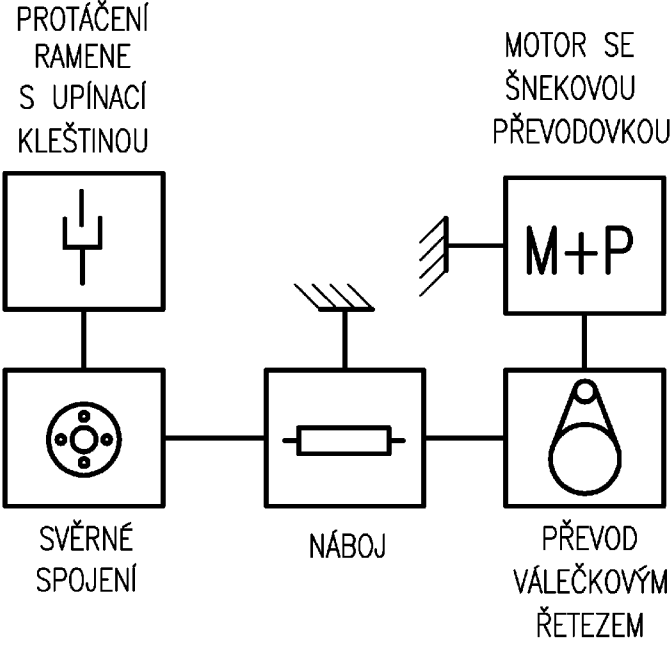 PROTÁČENÍ
RAMENE
S UPÍNACÍ
KLEŠTINOU
MOTOR SE
ŠNEKOVOU
PŘEVODOVKOU
M+P
SVĚRNÉ
SPOJENÍ
NÁBOJ
PŘEVOD
VÁLEČKOVÝM
ŘETEZEM